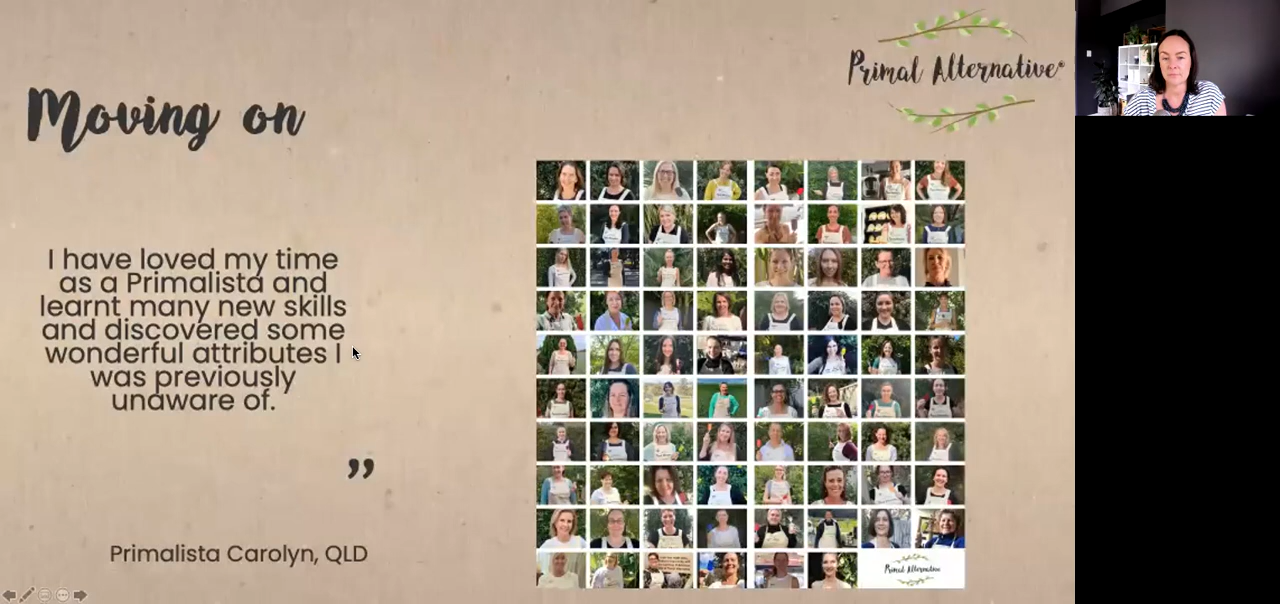 Primal Alternative®
Moving on
I have loved my time
as a Primalista and
learnt many new skills
and discovered some
wonderful attributes I
was previously
unaware of.
”
Primalista Carolyn, QLD
Primal Alternative